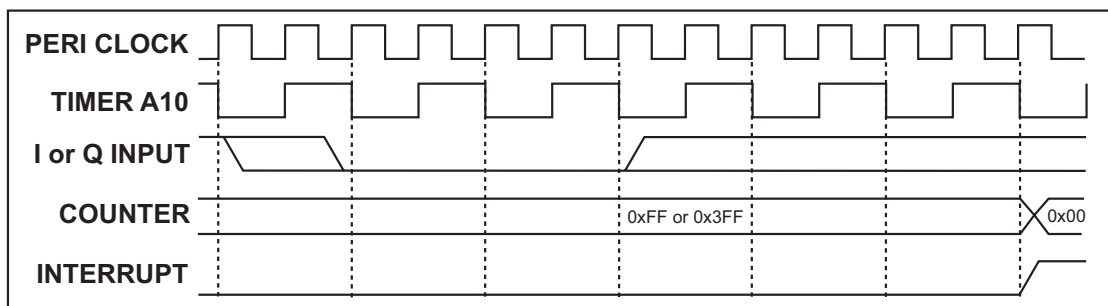 PERI CLOCK
TIMER A10
I or Q INPUT
COUNTER
0xFF or 0x3FF
0x00
INTERRUPT